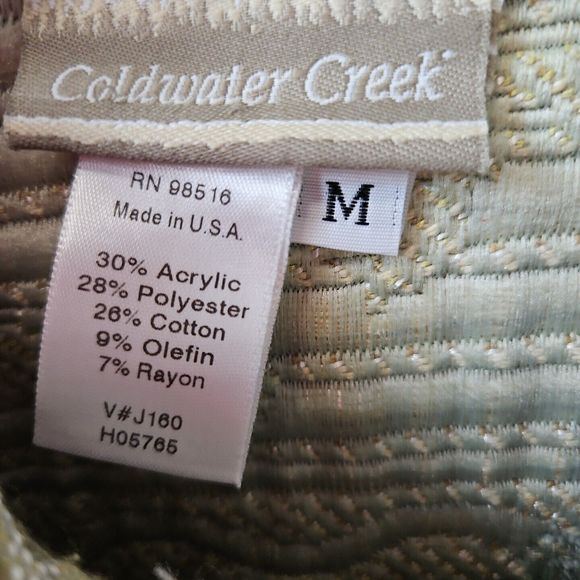 Coldwater Creek
M
RN 98516
Made in U.S.A.
30% Acrylic
28% Polyester
26% Cotton
9% Olefin
7% Rayon
V#J160
H05765